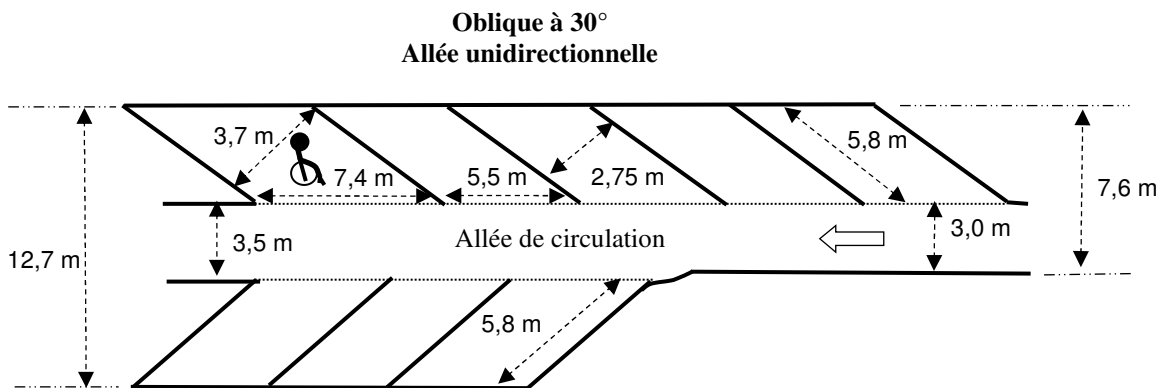 Oblique à 30°
Allée unidirectionnelle
3,7 m
5,8 m
7,4 m
5,5 m
2,75 m
7,6 m
3,5 m
Allée de circulation
3,0 m
12,7 m
5,8 m